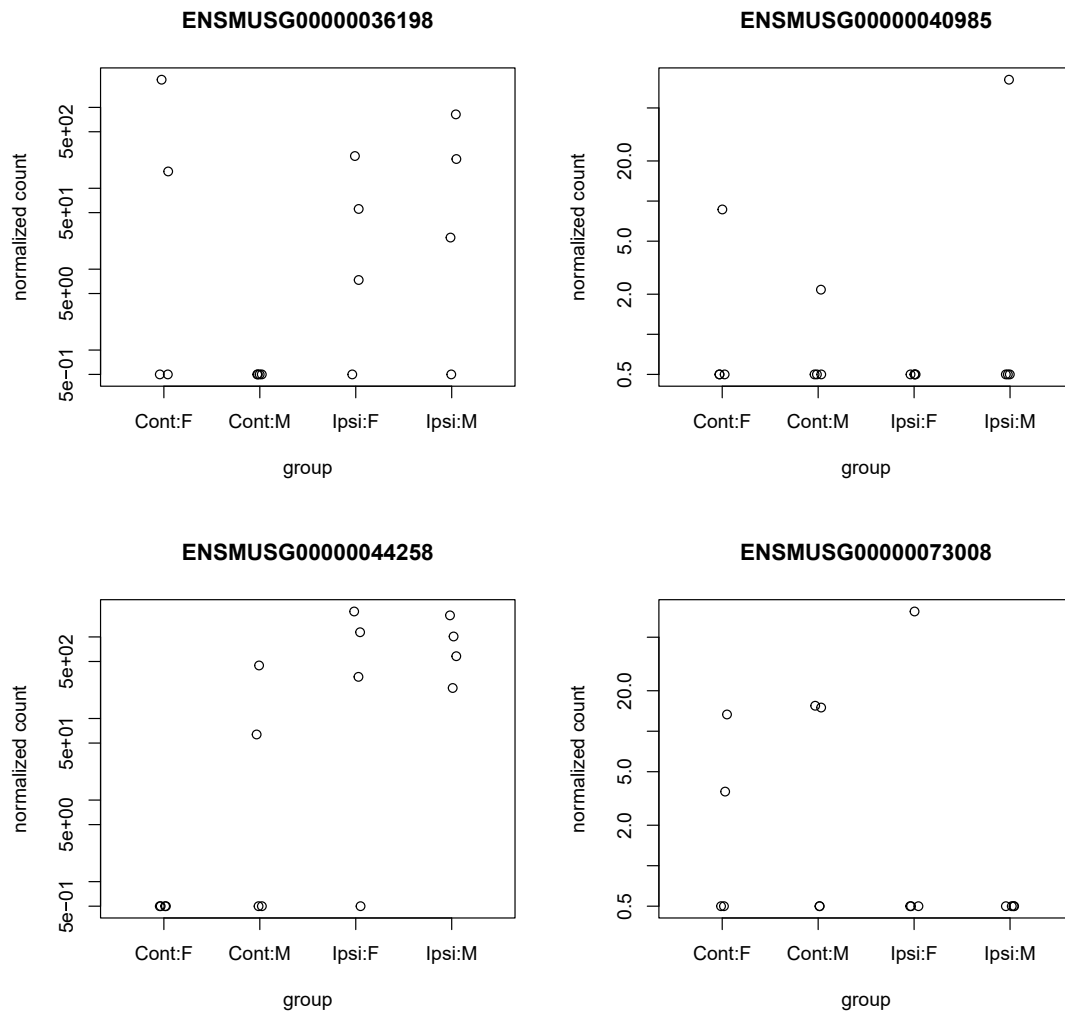 ENSMUSG00000036198
normalized count
5e+02
5e+01
5e+00
5e−01
Cont:F Cont:M Ipsi:F Ipsi:M
group
ENSMUSG00000040985
normalized count
20.0
5.0
2.0
0.5
Cont:F Cont:M Ipsi:F Ipsi:M
group
ENSMUSG00000044258
normalized count
5e+02
5e+01
5e+00
5e−01
Cont:F Cont:M Ipsi:F Ipsi:M
group
ENSMUSG00000073008
normalized count
20.0
5.0
2.0
0.5
Cont:F Cont:M Ipsi:F Ipsi:M
group